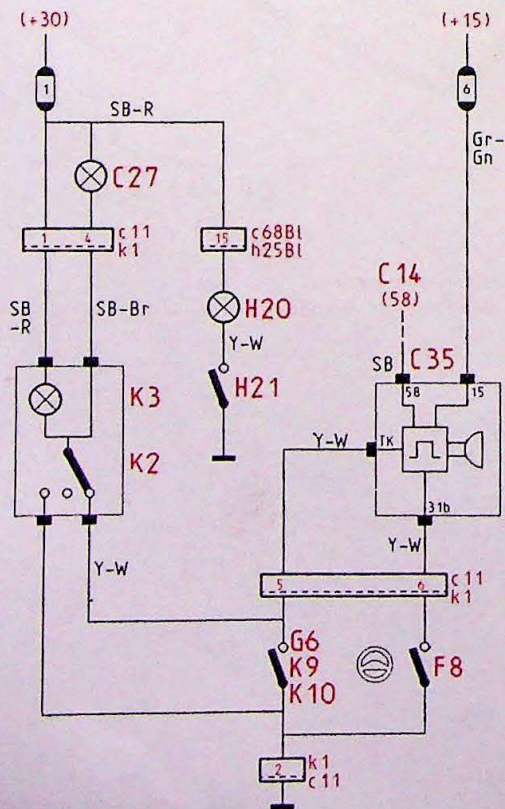 (+30)
(+15)
1
6
SB-R
Gr-
Gn
C27
1 4
c11
k1
15
c68Bl
h25Bl
C14
(58)
SB
-R
SB-Br
H20
Y-W
SB
C35
K3
H21
58
15
K2
Y-W
TK
31b
Y-W
Y-W
5 6
c11
k1
G6
K9
K10
F8
2
k1
c11